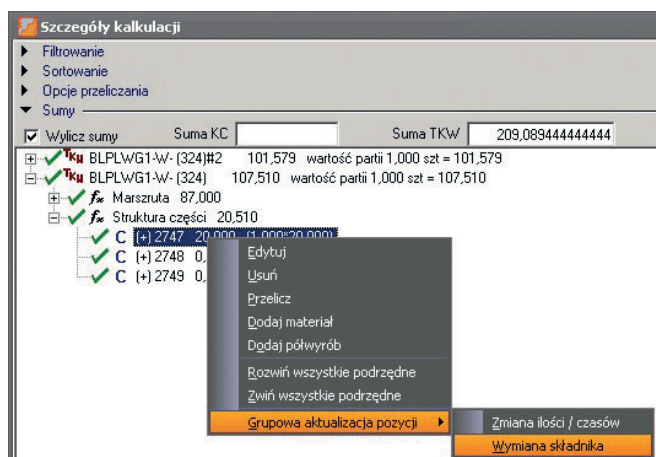 Szczegóły kalkulacji
Filtrowanie
Sortowanie
Opcje przeliczania
Sumy
Wylicz sumy Suma KC Suma TKW 209,089444444444
TKW BLPLWG1-W- (324)#2 101,579 wartość partii 1,000 szt = 101,579
TKW BLPLWG1-W- (324) 107,510 wartość partii 1,000 szt = 107,510
fx Marszruta 87,000
fx Struktura części 20,510
C (+) 2747 20,000 (1,000*20,000)
C (+) 2748 0,
C (+) 2749 0,
Edytuj
Usuń
Przelicz
Dodaj materiał
Dodaj półwyrób
Rozwiń wszystkie podrzędne
Zwiń wszystkie podrzędne
Grupowa aktualizacja pozycji
Zmiana ilości / czasów
Wymiana składnika